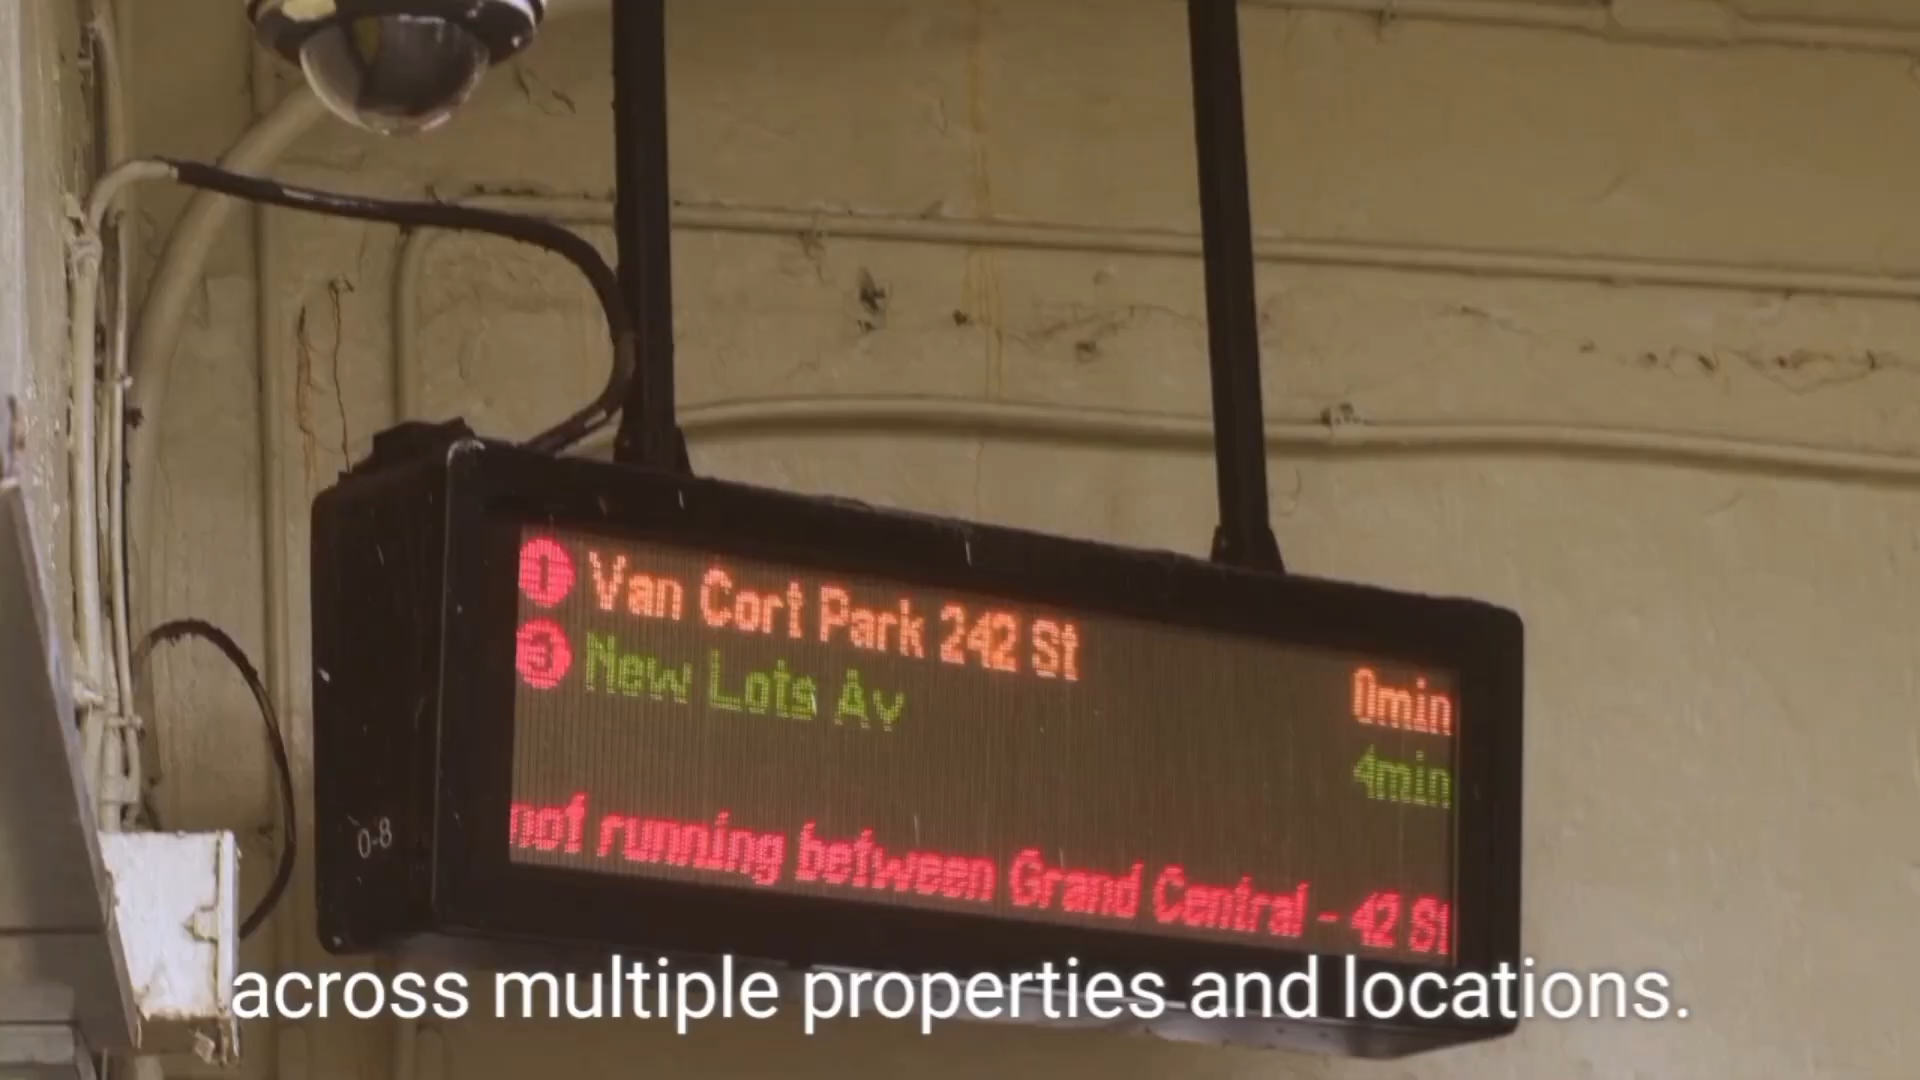 1 Van Cort Park 242 St 0min
3 New Lots Av 4min
not running between Grand Central - 42 St
0-8
across multiple properties and locations.